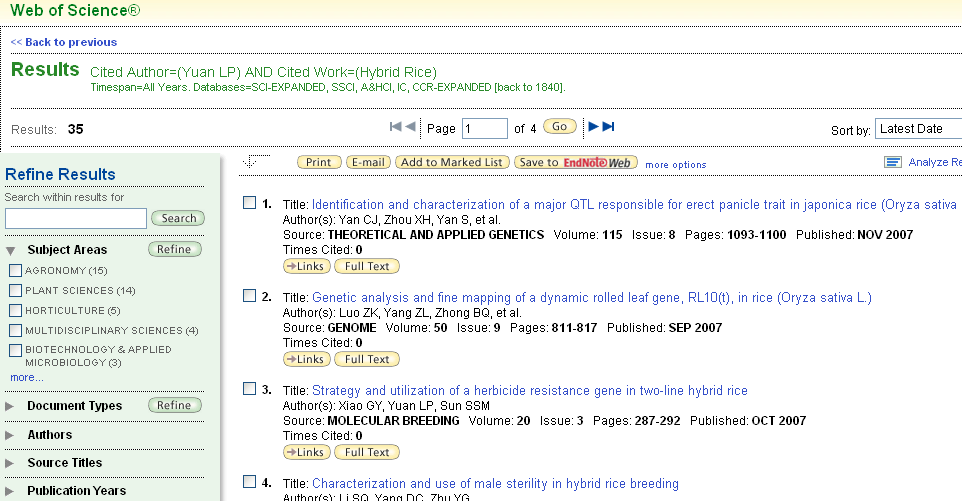 Web of Science®
<< Back to previous
Results Cited Author=(Yuan LP) AND Cited Work=(Hybrid Rice)
Timespan=All Years. Databases=SCI-EXPANDED, SSCI, A&HCI, IC, CCR-EXPANDED [back to 1840].
Results: 35
Page 1 of 4 Go
Sort by: Latest Date
Print E-mail Add to Marked List Save to EndNote Web more options
Analyze Re
Refine Results
Search within results for
Search
Subject Areas Refine
AGRONOMY (15)
PLANT SCIENCES (14)
HORTICULTURE (5)
MULTIDISCIPLINARY SCIENCES (4)
BIOTECHNOLOGY & APPLIED
MICROBIOLOGY (3)
more...
Document Types Refine
Authors
Source Titles
Publication Years
1. Title: Identification and characterization of a major QTL responsible for erect panicle trait in japonica rice (Oryza sativa
Author(s): Yan CJ, Zhou XH, Yan S, et al.
Source: THEORETICAL AND APPLIED GENETICS Volume: 115 Issue: 8 Pages: 1093-1100 Published: NOV 2007
Times Cited: 0
Links Full Text
2. Title: Genetic analysis and fine mapping of a dynamic rolled leaf gene, RL10(t), in rice (Oryza sativa L.)
Author(s): Luo ZK, Yang ZL, Zhong BQ, et al.
Source: GENOME Volume: 50 Issue: 9 Pages: 811-817 Published: SEP 2007
Times Cited: 0
Links Full Text
3. Title: Strategy and utilization of a herbicide resistance gene in two-line hybrid rice
Author(s): Xiao GY, Yuan LP, Sun SSM
Source: MOLECULAR BREEDING Volume: 20 Issue: 3 Pages: 287-292 Published: OCT 2007
Times Cited: 0
Links Full Text
4. Title: Characterization and use of male sterility in hybrid rice breeding
Author(s): Li SQ, Yang DC, Zhu YG